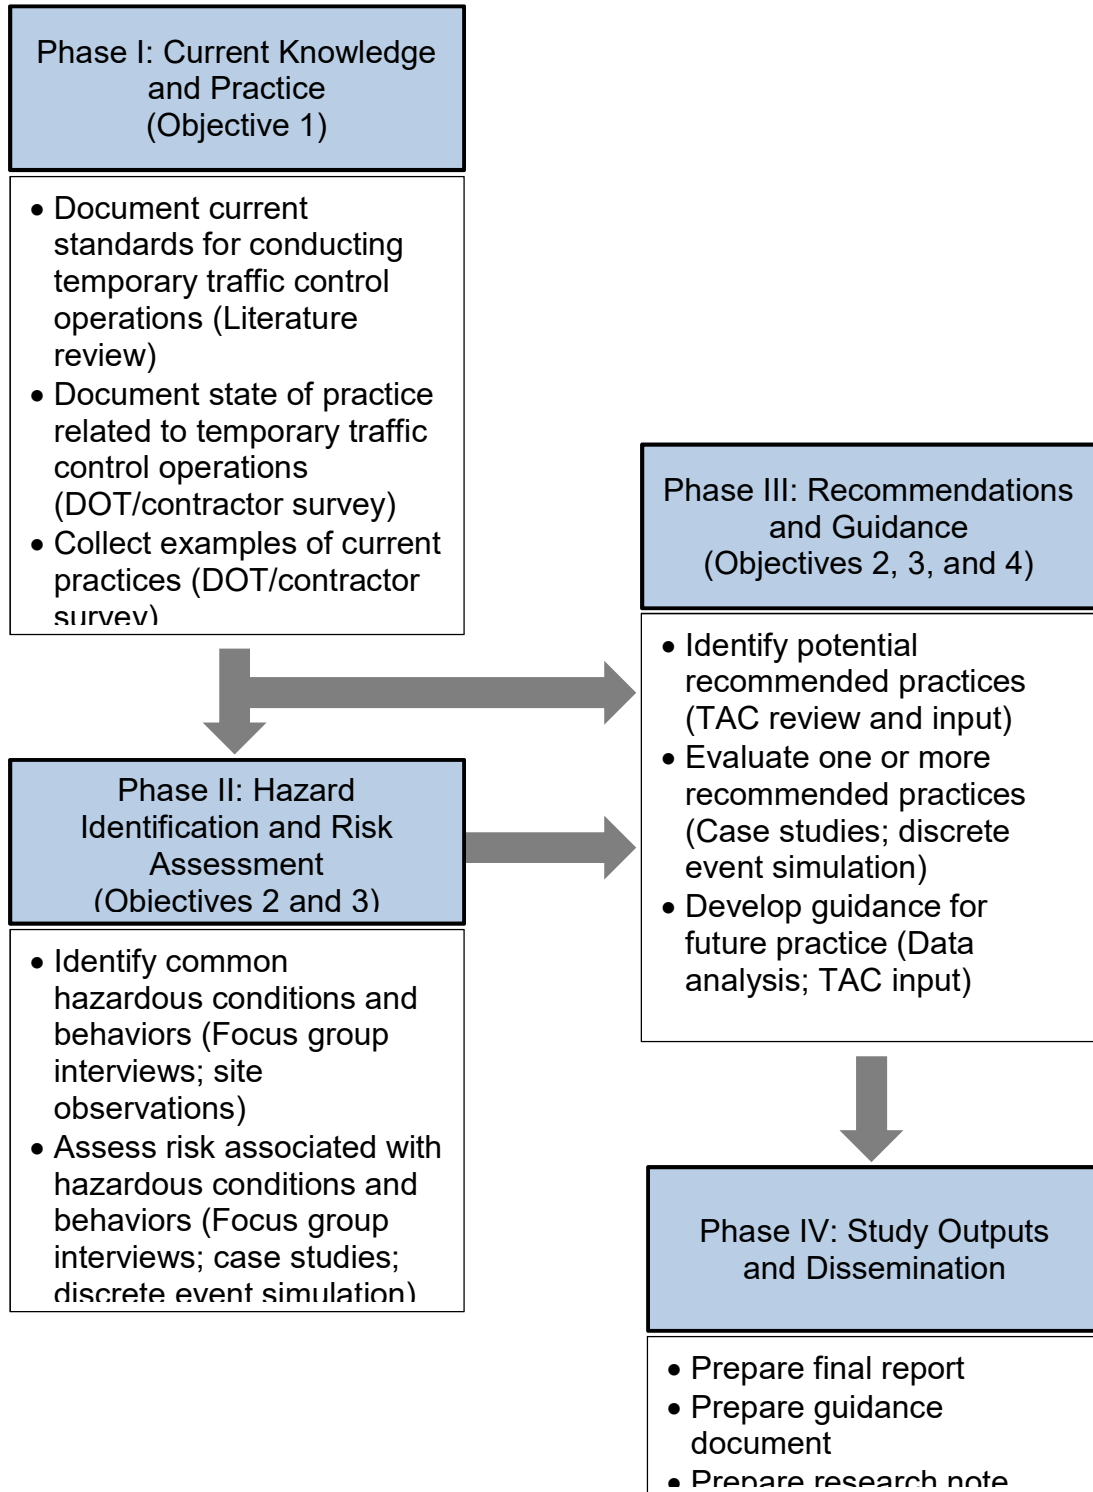 Phase I: Current Knowledge
and Practice
(Objective 1)
• Document current
standards for conducting
temporary traffic control
operations (Literature
review)
• Document state of practice
related to temporary traffic
control operations
(DOT/contractor survey)
• Collect examples of current
practices (DOT/contractor
survey)
Phase II: Hazard
Identification and Risk
Assessment
(Objectives 2 and 3)
• Identify common
hazardous conditions and
behaviors (Focus group
interviews; site
observations)
• Assess risk associated with
hazardous conditions and
behaviors (Focus group
interviews; case studies;
discrete event simulation)
Phase III: Recommendations
and Guidance
(Objectives 2, 3, and 4)
• Identify potential
recommended practices
(TAC review and input)
• Evaluate one or more
recommended practices
(Case studies; discrete
event simulation)
• Develop guidance for
future practice (Data
analysis; TAC input)
Phase IV: Study Outputs
and Dissemination
• Prepare final report
• Prepare guidance
document
• Prepare research note